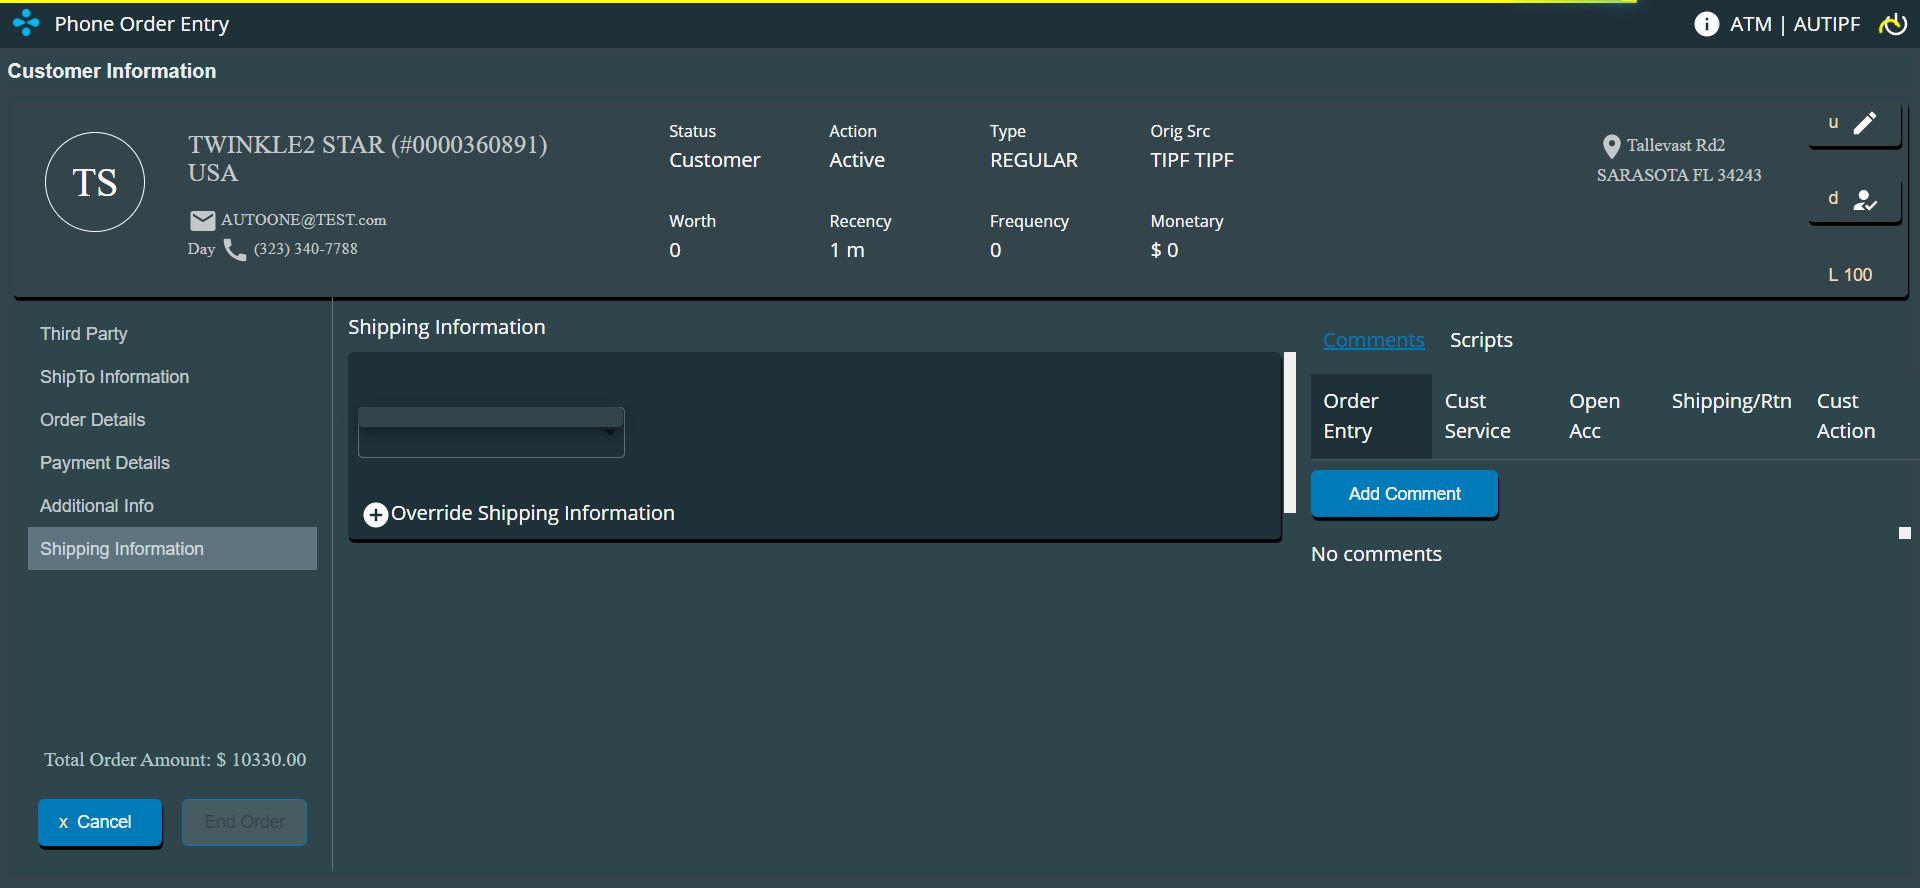 Phone Order Entry
ATM | AUTIPF
Customer Information
TS
TWINKLE2 STAR (#0000360891)
USA
AUTOONE@TEST.com
Day (323) 340-7788
Status
Customer
Action
Active
Type
REGULAR
Orig Src
TIPF TIPF
Worth
0
Recency
1 m
Frequency
0
Monetary
$ 0
Tallevast Rd2
SARASOTA FL 34243
u
d
L 100
Third Party
ShipTo Information
Order Details
Payment Details
Additional Info
Shipping Information
Total Order Amount: $ 10330.00
x Cancel
End Order
Shipping Information
Override Shipping Information
Comments
Scripts
Order
Entry
Cust
Service
Open
Acc
Shipping/Rtn
Cust
Action
Add Comment
No comments